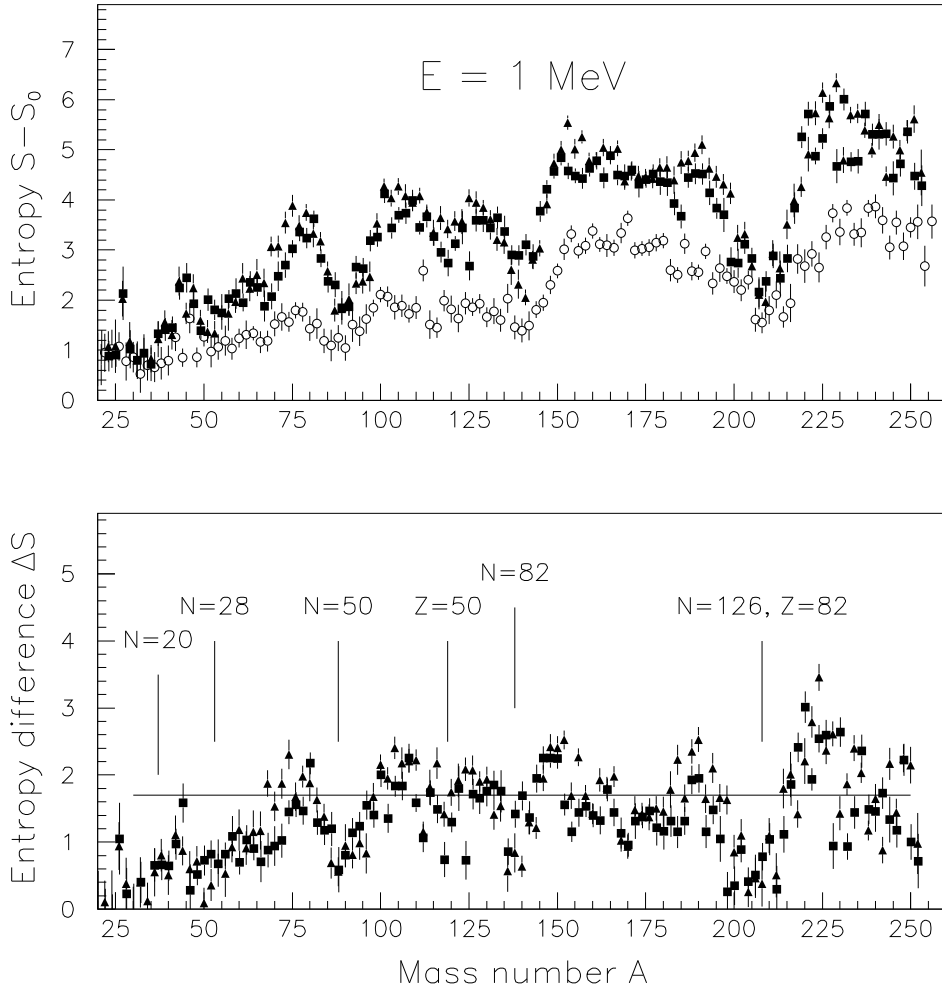 7
E = 1 MeV
6
5
4
3
2
1
0
Entropy S−S₀
25 50 75 100 125 150 175 200 225 250
5
N=82
N=28 N=50 Z=50 N=126, Z=82
N=20
4
3
2
1
0
Entropy difference ΔS
25 50 75 100 125 150 175 200 225 250
Mass number A